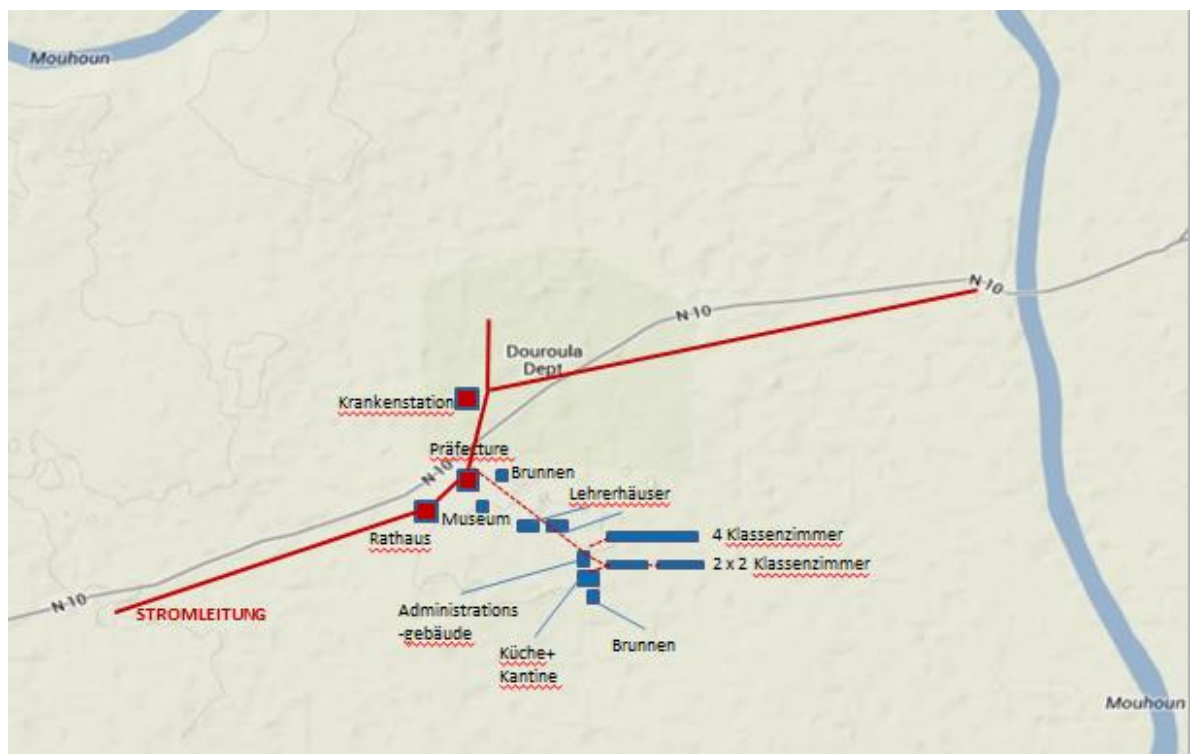 Mouhoun
N 10
N-10
Douroula
Dept
Krankenstation
Präfecture
N-10
Brunnen
Lehrerhäuser
Museum
Rathaus
4 Klassenzimmer
2 x 2 Klassenzimmer
N-10
STROMLEITUNG
Administrations
-gebäude
Brunnen
Küche+
Kantine
Mouhoun